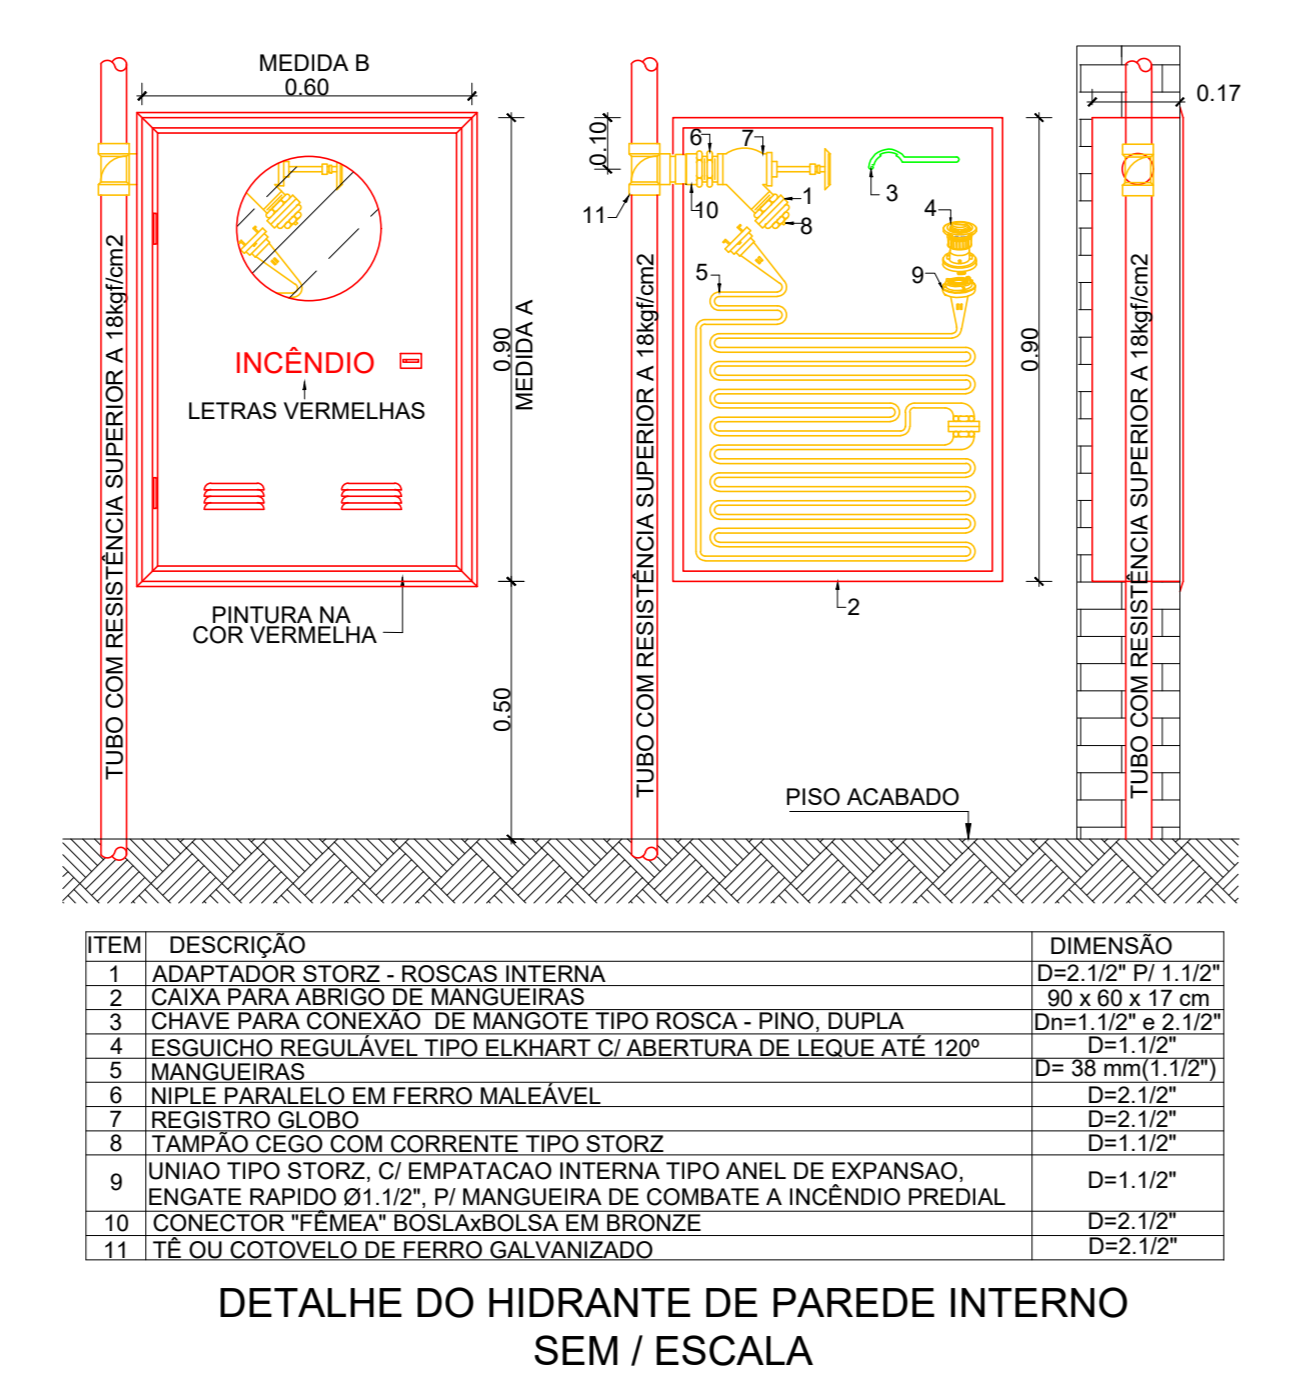 MEDIDA B
0.60
0.17
0.10
6
7
3
1
10
11
8
4
5
9
TUBO COM RESISTÊNCIA SUPERIOR A 18kgf/cm2
INCÊNDIO
LETRAS VERMELHAS
0.90
MEDIDA A
TUBO COM RESISTÊNCIA SUPERIOR A 18kgf/cm2
0.90
TUBO COM RESISTÊNCIA SUPERIOR A 18kgf/cm2
2
PINTURA NA
COR VERMELHA
0.50
PISO ACABADO
ITEM DESCRIÇÃO DIMENSÃO
1 ADAPTADOR STORZ - ROSCAS INTERNA D=2.1/2" P/ 1.1/2"
2 CAIXA PARA ABRIGO DE MANGUEIRAS 90 x 60 x 17 cm
3 CHAVE PARA CONEXÃO DE MANGOTE TIPO ROSCA - PINO, DUPLA Dn=1.1/2" e 2.1/2"
4 ESGUICHO REGULÁVEL TIPO ELKHART C/ ABERTURA DE LEQUE ATÉ 120º D=1.1/2"
5 MANGUEIRAS D= 38 mm(1.1/2")
6 NIPLE PARALELO EM FERRO MALEÁVEL D=2.1/2"
7 REGISTRO GLOBO D=2.1/2"
8 TAMPÃO CEGO COM CORRENTE TIPO STORZ D=1.1/2"
9 UNIAO TIPO STORZ, C/ EMPATACAO INTERNA TIPO ANEL DE EXPANSAO, D=1.1/2"
ENGATE RAPIDO Ø1.1/2", P/ MANGUEIRA DE COMBATE A INCÊNDIO PREDIAL
10 CONECTOR "FÊMEA" BOSLAxBOLSA EM BRONZE D=2.1/2"
11 TÊ OU COTOVELO DE FERRO GALVANIZADO D=2.1/2"
DETALHE DO HIDRANTE DE PAREDE INTERNO
SEM / ESCALA